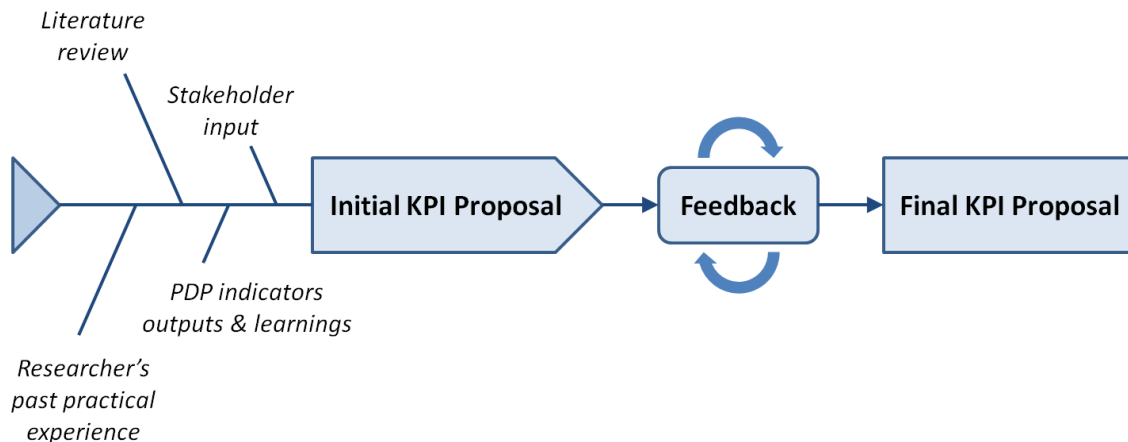 Literature
review
Stakeholder
input
Initial KPI Proposal
Feedback
Final KPI Proposal
PDP indicators
outputs & learnings
Researcher’s
past practical
experience